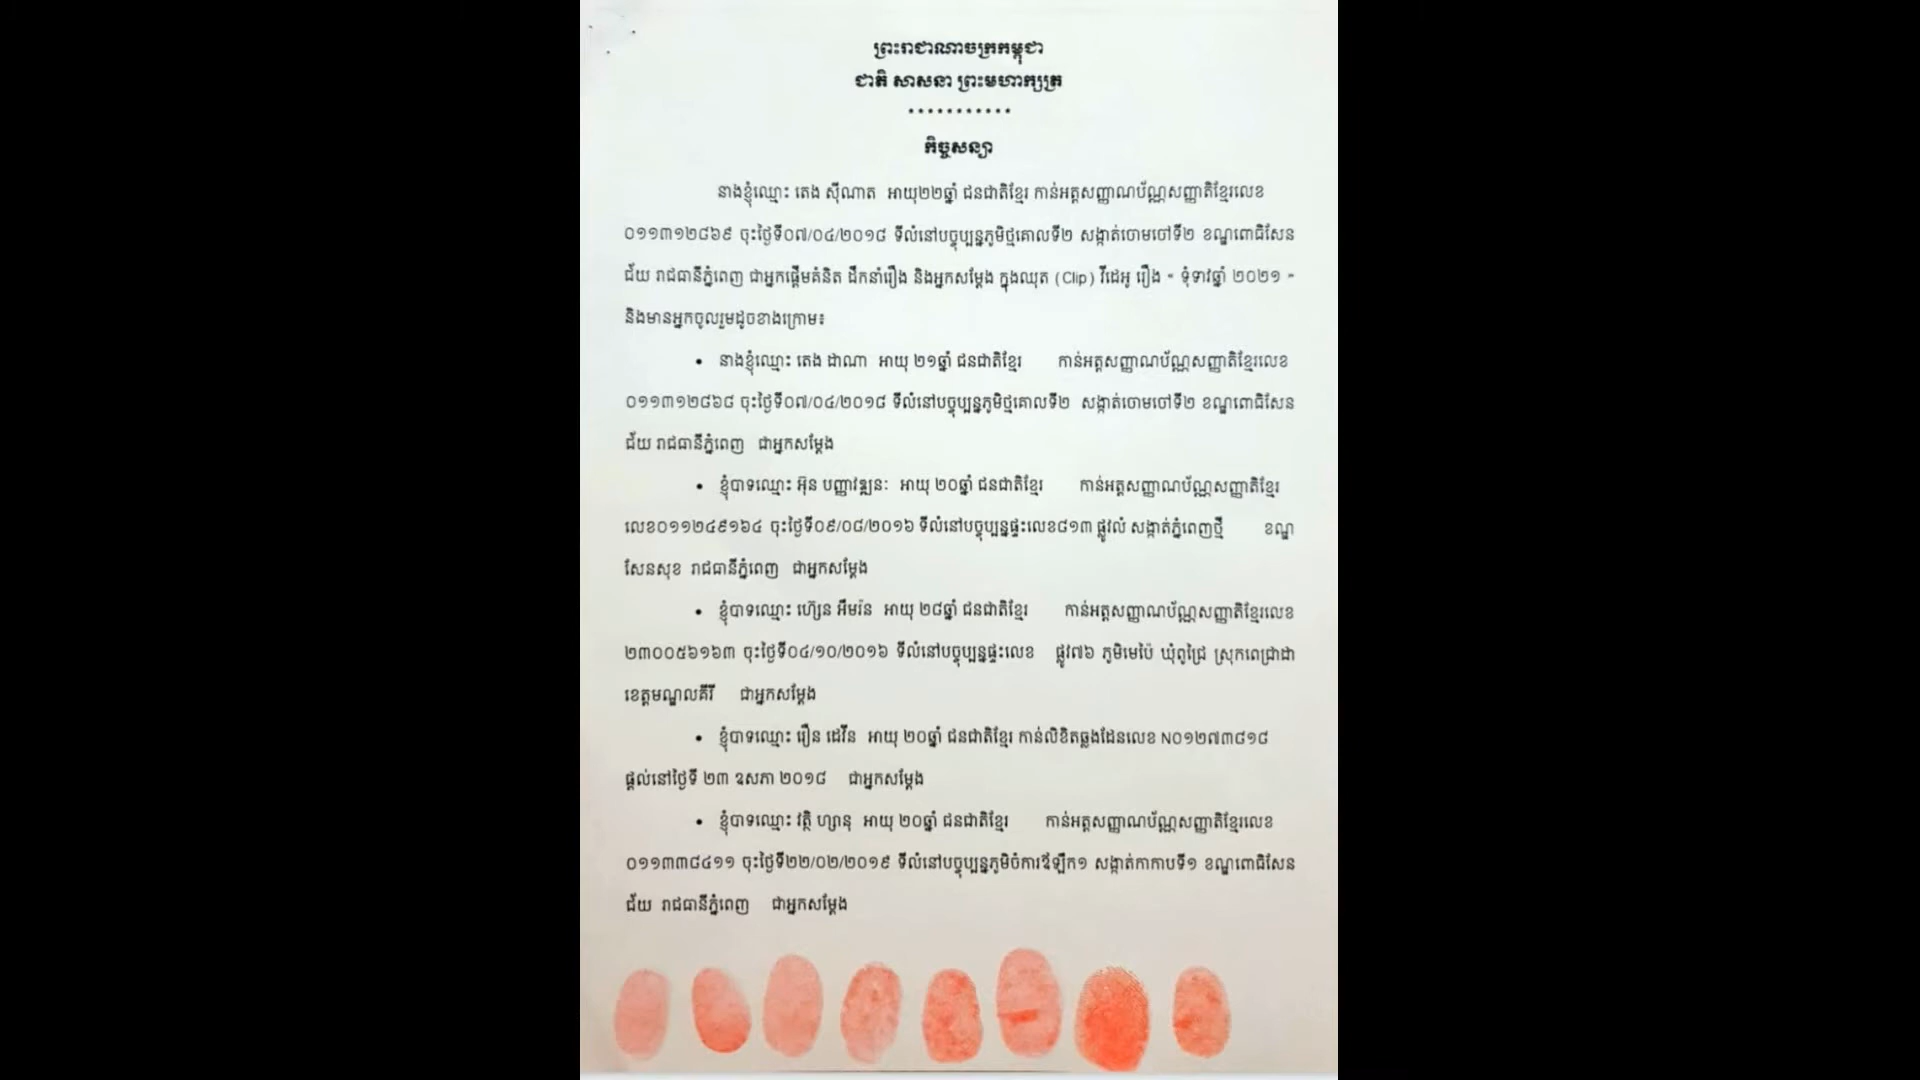 ព្រះរាជាណាចក្រកម្ពុជា
ជាតិ សាសនា ព្រះមហាក្សត្រ
***********
កិច្ចសន្យា
នាងខ្ញុំឈ្មោះ តេង ស៊ីណាត អាយុ២២ឆ្នាំ ជនជាតិខ្មែរ កាន់អត្តសញ្ញាណប័ណ្ណសញ្ញាតិខ្មែរលេខ
០១១៣១២៨៦៩ ចុះថ្ងៃទី០៧/០៤/២០១៨ ទីលំនៅបច្ចុប្បន្នភូមិថ្មគោលទី២ សង្កាត់ចោមចៅទី២ ខណ្ឌពោធិសែន
ជ័យ រាជធានីភ្នំពេញ ជាអ្នកផ្តើមគំនិត ដឹកនាំរឿង និងអ្នកសម្តែង ក្នុងឈុត (Clip) វីដេអូ រឿង “ ទុំទាវឆ្នាំ ២០២១ ”
និងមានអ្នកចូលរួមដូចខាងក្រោម៖
• នាងខ្ញុំឈ្មោះ តេង ដាណា អាយុ ២១ឆ្នាំ ជនជាតិខ្មែរ កាន់អត្តសញ្ញាណប័ណ្ណសញ្ញាតិខ្មែរលេខ
០១១៣១២៨៦៨ ចុះថ្ងៃទី០៧/០៤/២០១៨ ទីលំនៅបច្ចុប្បន្នភូមិថ្មគោលទី២ សង្កាត់ចោមចៅទី២ ខណ្ឌពោធិសែន
ជ័យ រាជធានីភ្នំពេញ ជាអ្នកសម្តែង
• ខ្ញុំបាទឈ្មោះ អ៊ុន បញ្ញាវឌ្ឍនៈ អាយុ ២០ឆ្នាំ ជនជាតិខ្មែរ កាន់អត្តសញ្ញាណប័ណ្ណសញ្ញាតិខ្មែរ
លេខ០១១២៤៩១៦៤ ចុះថ្ងៃទី០៩/០៨/២០១៦ ទីលំនៅបច្ចុប្បន្នផ្ទះលេខ៨១៣ ផ្លូវលំ សង្កាត់ភ្នំពេញថ្មី ខណ្ឌ
សែនសុខ រាជធានីភ្នំពេញ ជាអ្នកសម្តែង
• ខ្ញុំបាទឈ្មោះ ហ៊្សេន អឹមរ៉ន អាយុ ២៨ឆ្នាំ ជនជាតិខ្មែរ កាន់អត្តសញ្ញាណប័ណ្ណសញ្ញាតិខ្មែរលេខ
២៣០០៥៦១៦៣ ចុះថ្ងៃទី០៤/១០/២០១៦ ទីលំនៅបច្ចុប្បន្នផ្ទះលេខ ផ្លូវ៧៦ ភូមិមេប៉ៃ ឃុំពូជ្រៃ ស្រុកពេជ្រាដា
ខេត្តមណ្ឌលគីរី ជាអ្នកសម្តែង
• ខ្ញុំបាទឈ្មោះ រឿន ដេវីន អាយុ ២០ឆ្នាំ ជនជាតិខ្មែរ កាន់លិខិតឆ្លងដែនលេខ N០១២៧៣៨១៨
ផ្តល់នៅថ្ងៃទី ២៣ ឧសភា ២០១៨ ជាអ្នកសម្តែង
• ខ្ញុំបាទឈ្មោះ វត្ថិ ហ្សានុ អាយុ ២០ឆ្នាំ ជនជាតិខ្មែរ កាន់អត្តសញ្ញាណប័ណ្ណសញ្ញាតិខ្មែរលេខ
០១១៣៣៨៤១១ ចុះថ្ងៃទី២២/០២/២០១៩ ទីលំនៅបច្ចុប្បន្នភូមិចំការឪឡឹក១ សង្កាត់កាកាបទី១ ខណ្ឌពោធិសែន
ជ័យ រាជធានីភ្នំពេញ ជាអ្នកសម្តែង